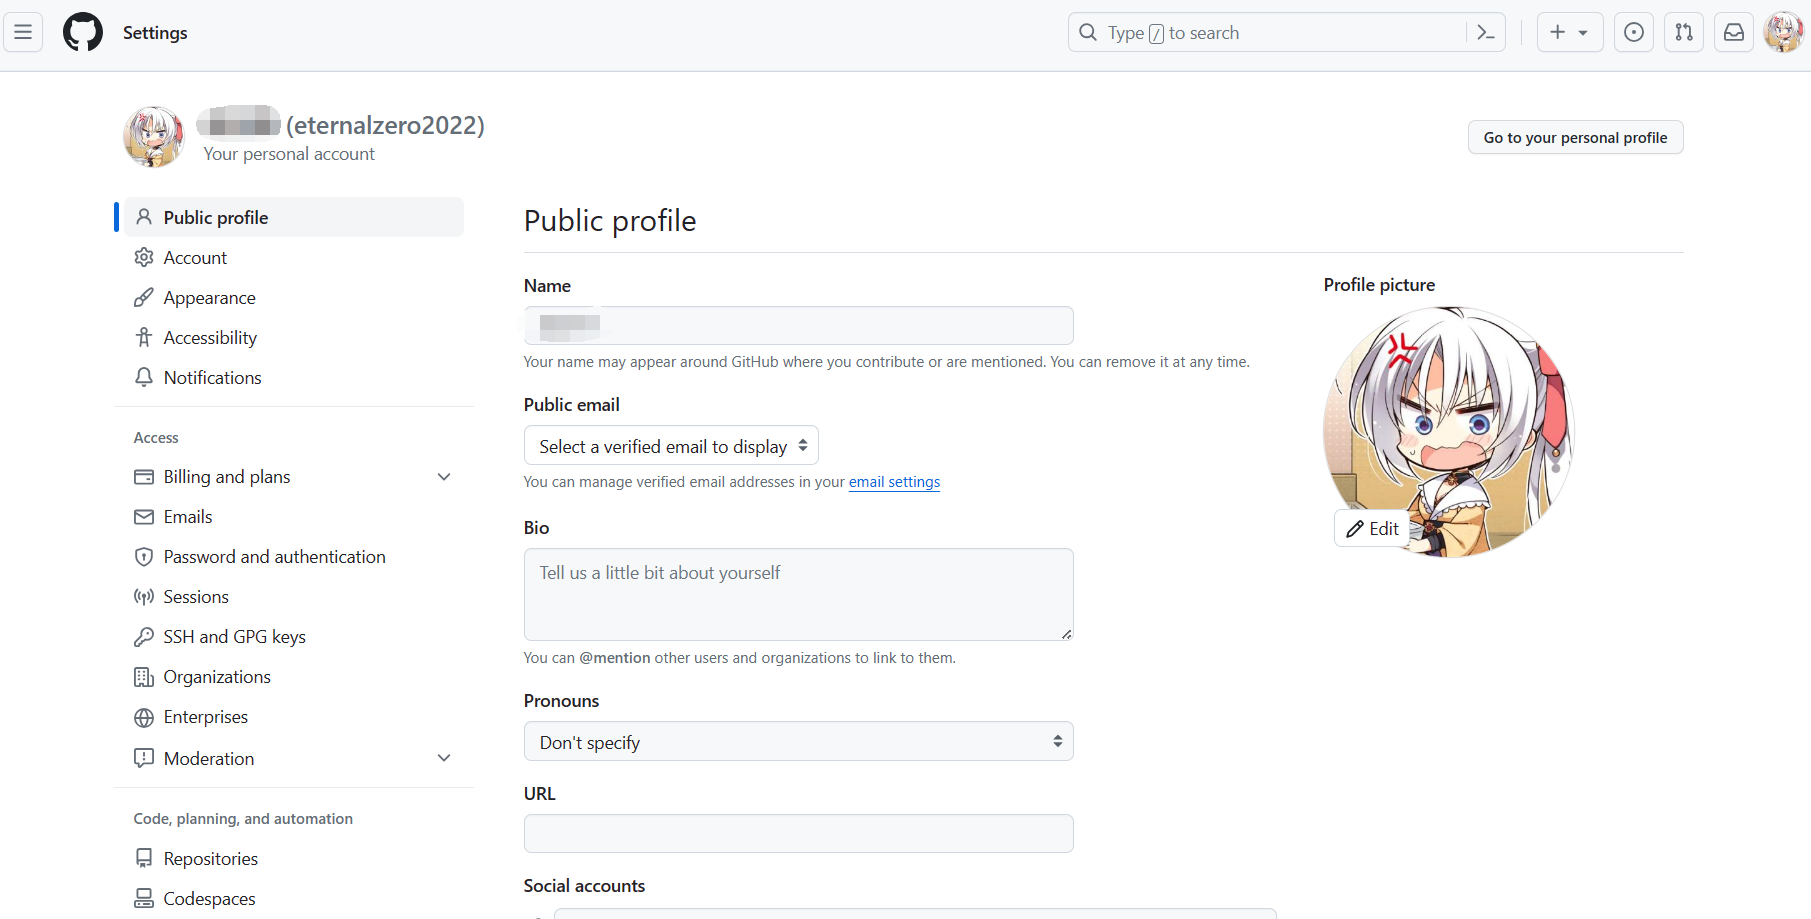 Settings
Type / to search
(eternalzero2022)
Your personal account
Go to your personal profile
Public profile
Account
Appearance
Accessibility
Notifications
Access
Billing and plans
Emails
Password and authentication
Sessions
SSH and GPG keys
Organizations
Enterprises
Moderation
Code, planning, and automation
Repositories
Codespaces
Public profile
Name
Your name may appear around GitHub where you contribute or are mentioned. You can remove it at any time.
Public email
Select a verified email to display
You can manage verified email addresses in your email settings
Bio
Tell us a little bit about yourself
You can @mention other users and organizations to link to them.
Pronouns
Don't specify
URL
Social accounts
Profile picture
Edit